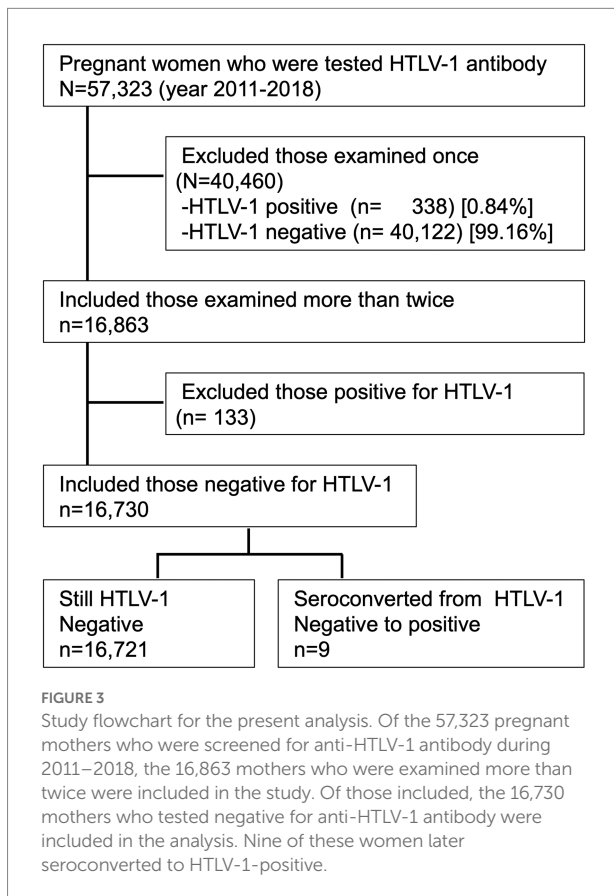 Pregnant women who were tested HTLV-1 antibody
N=57,323 (year 2011-2018)
Excluded those examined once
(N=40,460)
-HTLV-1 positive (n= 338) [0.84%]
-HTLV-1 negative (n= 40,122) [99.16%]
Included those examined more than twice
n=16,863
Excluded those positive for HTLV-1
(n= 133)
Included those negative for HTLV-1
n=16,730
Still HTLV-1
Negative
n=16,721
Seroconverted from HTLV-1
Negative to positive
n=9
FIGURE 3
Study flowchart for the present analysis. Of the 57,323 pregnant
mothers who were screened for anti-HTLV-1 antibody during
2011–2018, the 16,863 mothers who were examined more than
twice were included in the study. Of those included, the 16,730
mothers who tested negative for anti-HTLV-1 antibody were
included in the analysis. Nine of these women later
seroconverted to HTLV-1-positive.